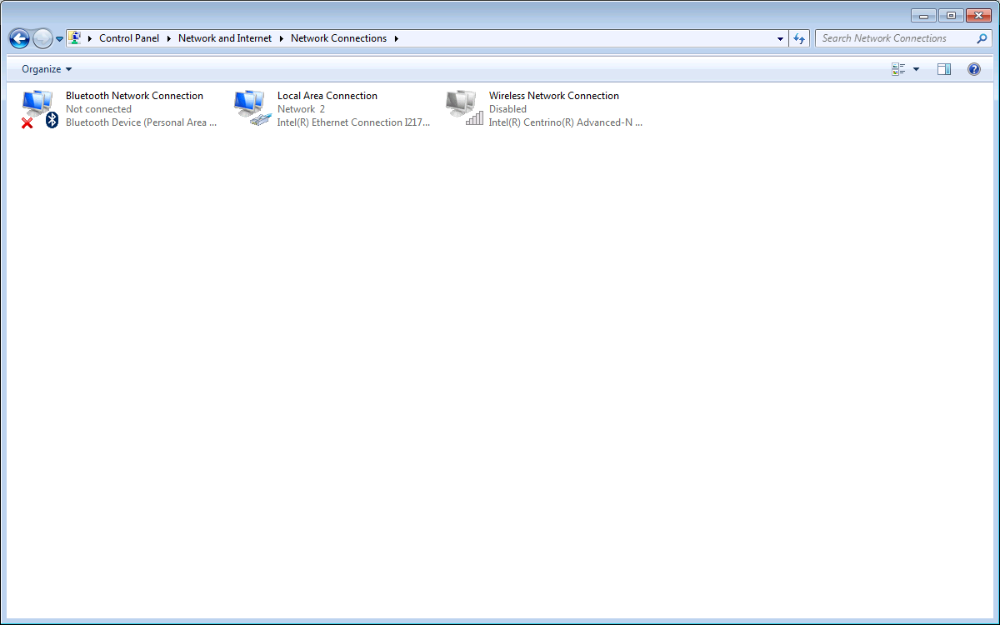 Control Panel Network and Internet Network Connections
Search Network Connections
Organize
Bluetooth Network Connection
Not connected
Bluetooth Device (Personal Area ...
Local Area Connection
Network 2
Intel(R) Ethernet Connection I217...
Wireless Network Connection
Disabled
Intel(R) Centrino(R) Advanced-N ...